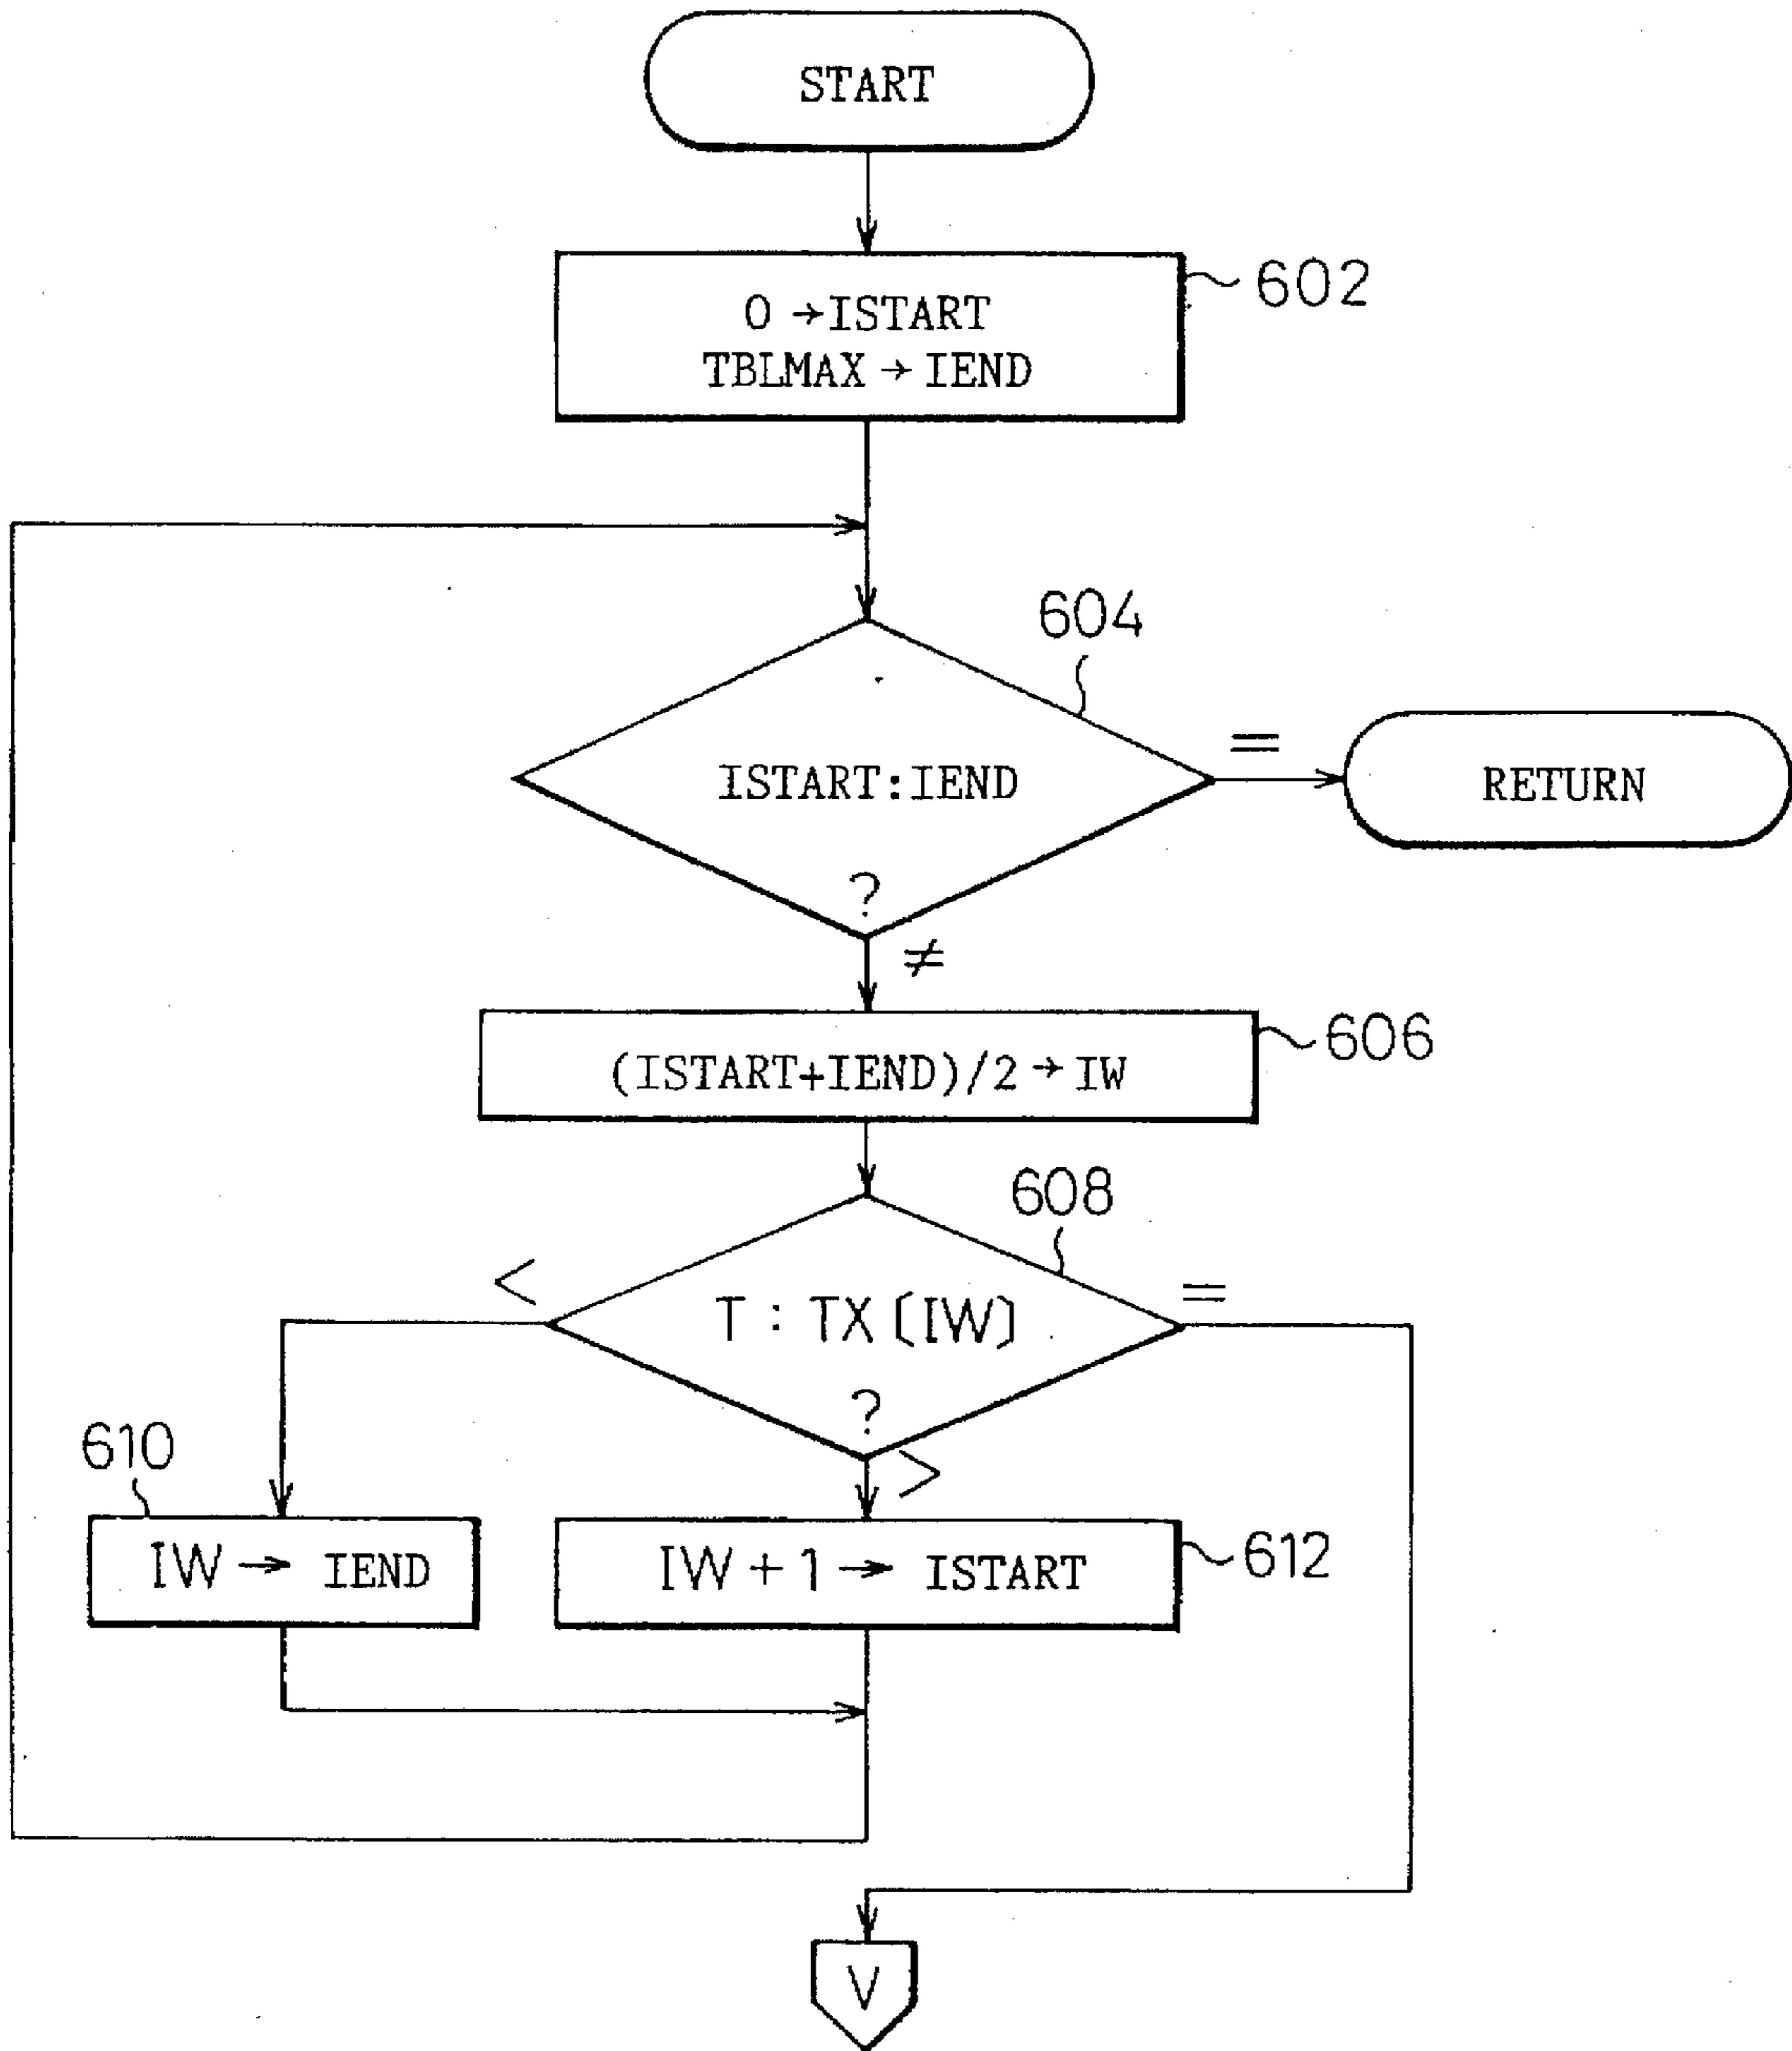 START
602
0 → ISTART
TBLMAX → IEND
604
ISTART:IEND
?
=
RETURN
≠
606
(ISTART+IEND)/2 → IW
608
<
T : TX [IW]
?
=
>
610
IW → IEND
IW + 1 → ISTART
612
V